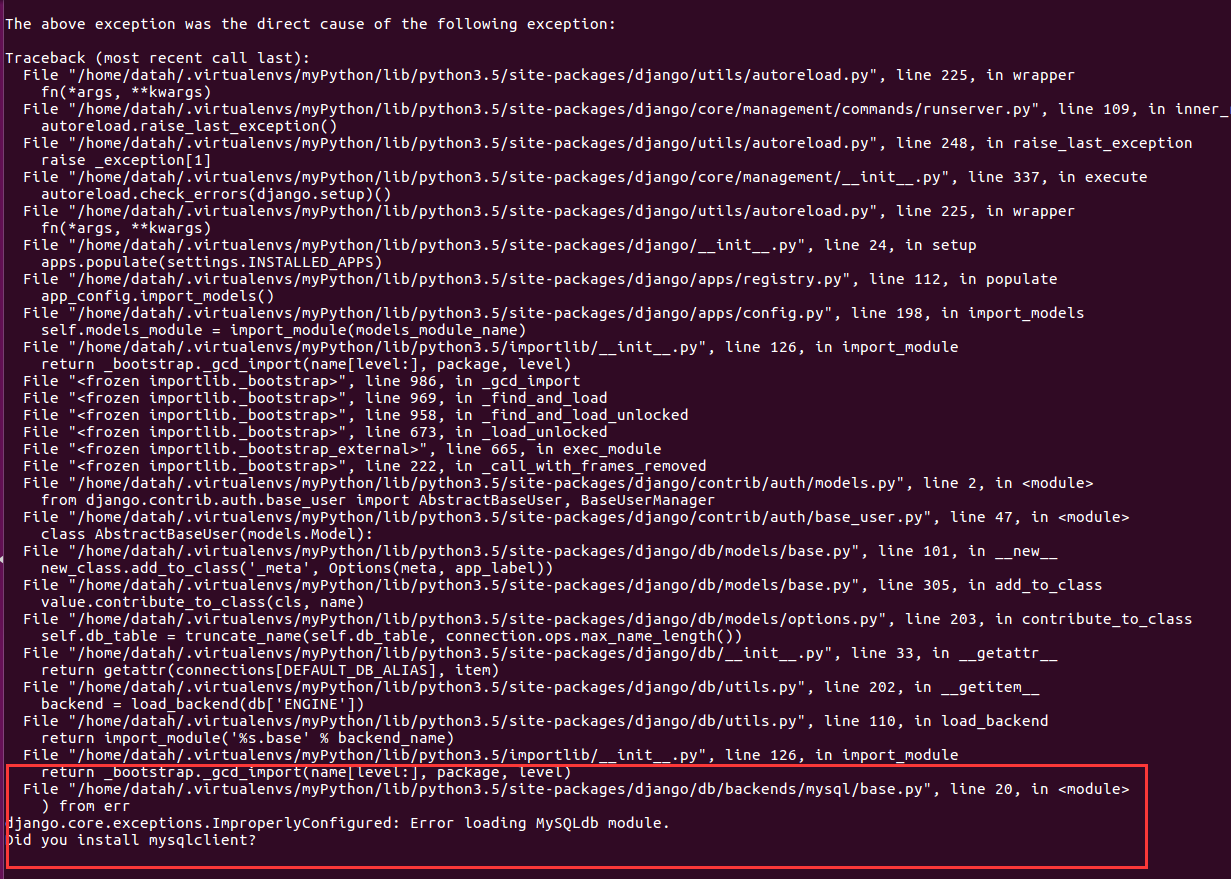 The above exception was the direct cause of the following exception:
Traceback (most recent call last):
File "/home/datah/.virtualenvs/myPython/lib/python3.5/site-packages/django/utils/autoreload.py", line 225, in wrapper
fn(*args, **kwargs)
File "/home/datah/.virtualenvs/myPython/lib/python3.5/site-packages/django/core/management/commands/runserver.py", line 109, in inner_
autoreload.raise_last_exception()
File "/home/datah/.virtualenvs/myPython/lib/python3.5/site-packages/django/utils/autoreload.py", line 248, in raise_last_exception
raise _exception[1]
File "/home/datah/.virtualenvs/myPython/lib/python3.5/site-packages/django/core/management/__init__.py", line 337, in execute
autoreload.check_errors(django.setup)()
File "/home/datah/.virtualenvs/myPython/lib/python3.5/site-packages/django/utils/autoreload.py", line 225, in wrapper
fn(*args, **kwargs)
File "/home/datah/.virtualenvs/myPython/lib/python3.5/site-packages/django/__init__.py", line 24, in setup
apps.populate(settings.INSTALLED_APPS)
File "/home/datah/.virtualenvs/myPython/lib/python3.5/site-packages/django/apps/registry.py", line 112, in populate
app_config.import_models()
File "/home/datah/.virtualenvs/myPython/lib/python3.5/site-packages/django/apps/config.py", line 198, in import_models
self.models_module = import_module(models_module_name)
File "/home/datah/.virtualenvs/myPython/lib/python3.5/importlib/__init__.py", line 126, in import_module
return _bootstrap._gcd_import(name[level:], package, level)
File "<frozen importlib._bootstrap>", line 986, in _gcd_import
File "<frozen importlib._bootstrap>", line 969, in _find_and_load
File "<frozen importlib._bootstrap>", line 958, in _find_and_load_unlocked
File "<frozen importlib._bootstrap>", line 673, in _load_unlocked
File "<frozen importlib._bootstrap_external>", line 665, in exec_module
File "<frozen importlib._bootstrap>", line 222, in _call_with_frames_removed
File "/home/datah/.virtualenvs/myPython/lib/python3.5/site-packages/django/contrib/auth/models.py", line 2, in <module>
from django.contrib.auth.base_user import AbstractBaseUser, BaseUserManager
File "/home/datah/.virtualenvs/myPython/lib/python3.5/site-packages/django/contrib/auth/base_user.py", line 47, in <module>
class AbstractBaseUser(models.Model):
File "/home/datah/.virtualenvs/myPython/lib/python3.5/site-packages/django/db/models/base.py", line 101, in __new__
new_class.add_to_class('_meta', Options(meta, app_label))
File "/home/datah/.virtualenvs/myPython/lib/python3.5/site-packages/django/db/models/base.py", line 305, in add_to_class
value.contribute_to_class(cls, name)
File "/home/datah/.virtualenvs/myPython/lib/python3.5/site-packages/django/db/models/options.py", line 203, in contribute_to_class
self.db_table = truncate_name(self.db_table, connection.ops.max_name_length())
File "/home/datah/.virtualenvs/myPython/lib/python3.5/site-packages/django/db/__init__.py", line 33, in __getattr__
return getattr(connections[DEFAULT_DB_ALIAS], item)
File "/home/datah/.virtualenvs/myPython/lib/python3.5/site-packages/django/db/utils.py", line 202, in __getitem__
backend = load_backend(db['ENGINE'])
File "/home/datah/.virtualenvs/myPython/lib/python3.5/site-packages/django/db/utils.py", line 110, in load_backend
return import_module('%s.base' % backend_name)
File "/home/datah/.virtualenvs/myPython/lib/python3.5/importlib/__init__.py", line 126, in import_module
return _bootstrap._gcd_import(name[level:], package, level)
File "/home/datah/.virtualenvs/myPython/lib/python3.5/site-packages/django/db/backends/mysql/base.py", line 20, in <module>
) from err
django.core.exceptions.ImproperlyConfigured: Error loading MySQLdb module.
Did you install mysqlclient?